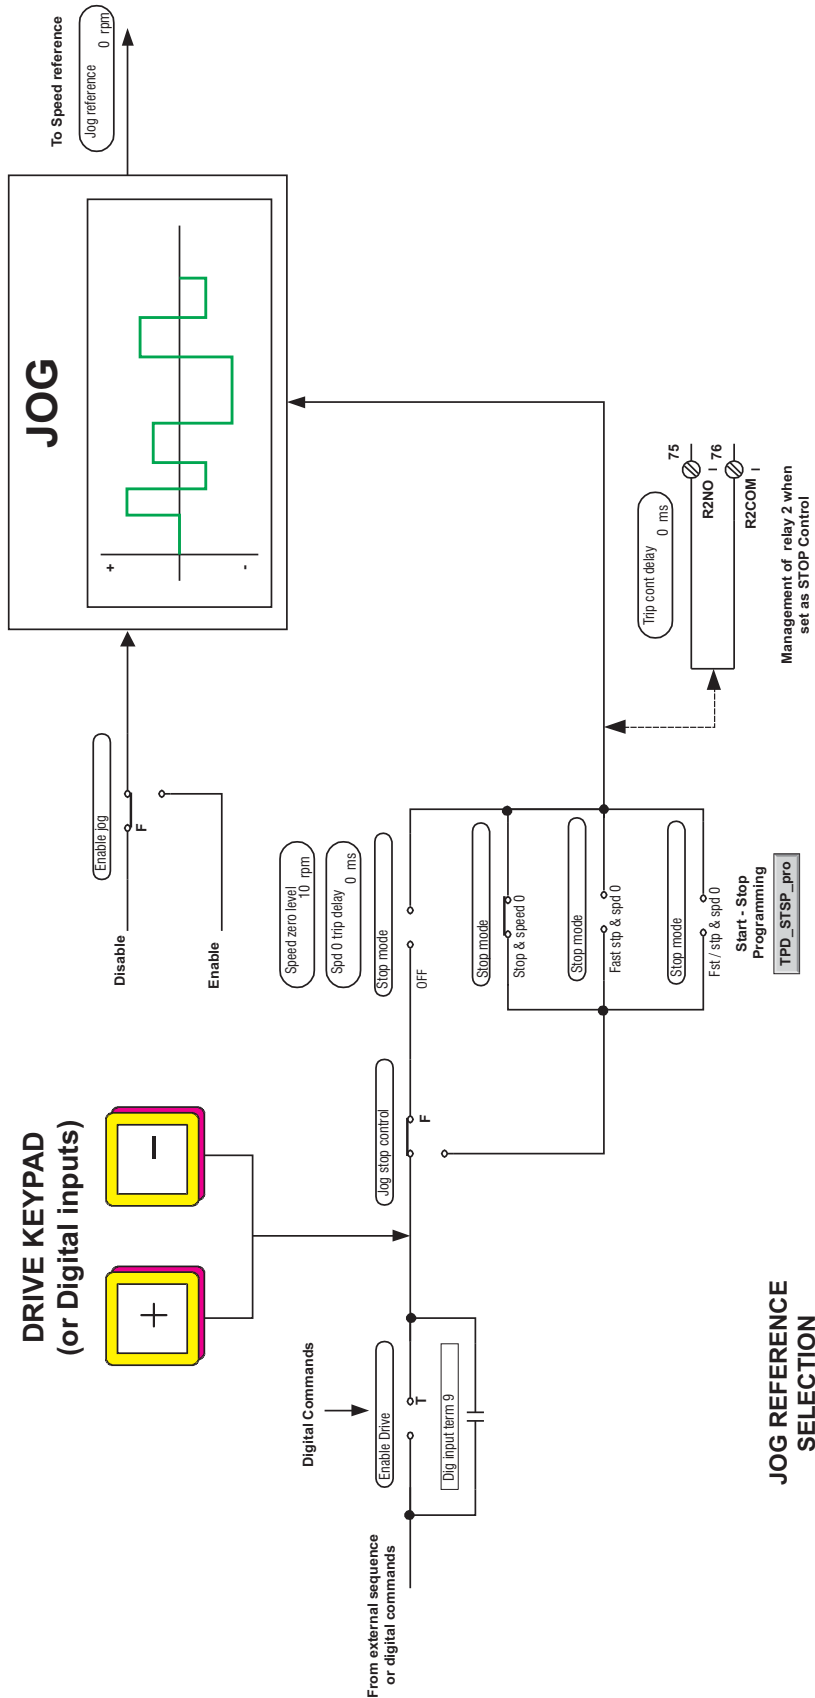 DRIVE KEYPAD
(or Digital inputs)
+
−
JOG
+
-
To Speed reference
Jog reference
0 rpm
Enable jog
F
Disable
Enable
From external sequence
or digital commands
Digital Commands
Enable Drive
T
Dig input term 9
Jog stop control
F
Speed zero level
10 rpm
Spd 0 trip delay
0 ms
Stop mode
OFF
Stop mode
Stop & speed 0
Stop mode
Fast stp & spd 0
Stop mode
Fst / stp & spd 0
Start - Stop
Programming
TPD_STSP_pro
Trip cont delay
0 ms
75
R2NO
76
R2COM
Management of relay 2 when
set as STOP Control
JOG REFERENCE
SELECTION